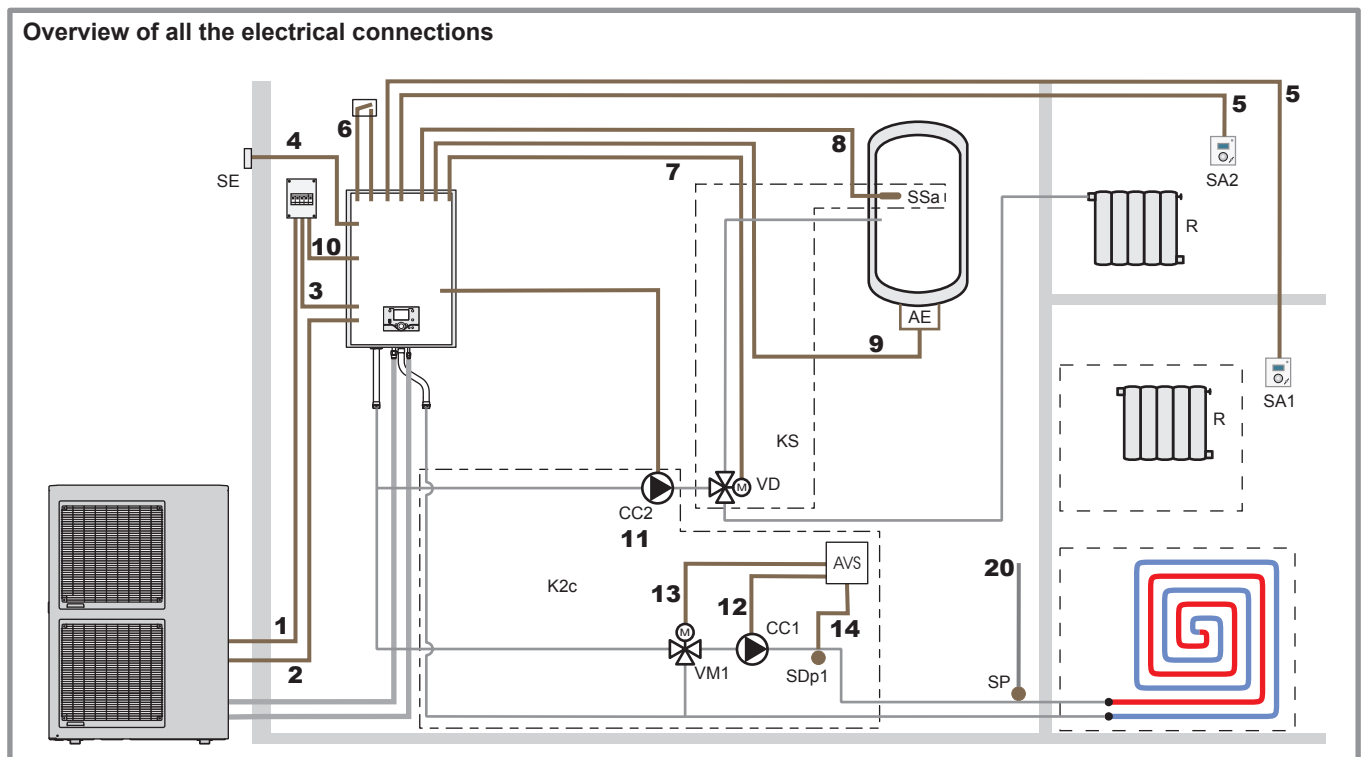 Overview of all the electrical connections
5
5
6
4
8
7
SE
SA2
SSa
R
10
3
AE
9
SA1
R
KS
VD
CC2
11
AVS
20
13
K2c
12
1
CC1
14
2
VM1
SDp1
SP
M
M